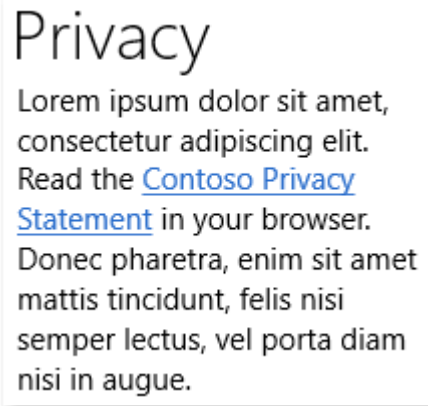 Privacy
Lorem ipsum dolor sit amet,
consectetur adipiscing elit.
Read the Contoso Privacy
Statement in your browser.
Donec pharetra, enim sit amet
mattis tincidunt, felis nisi
semper lectus, vel porta diam
nisi in augue.